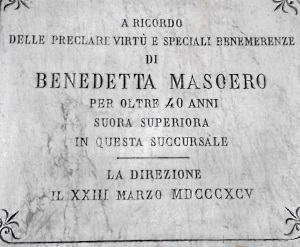 A RICORDO
DELLE PRECLARE VIRTÙ E SPECIALI BENEMERENZE
DI
BENEDETTA MASOERO
PER OLTRE 40 ANNI
SUORA SUPERIORA
IN QUESTA SUCCURSALE
LA DIREZIONE
IL XXIII MARZO MDCCCXCV